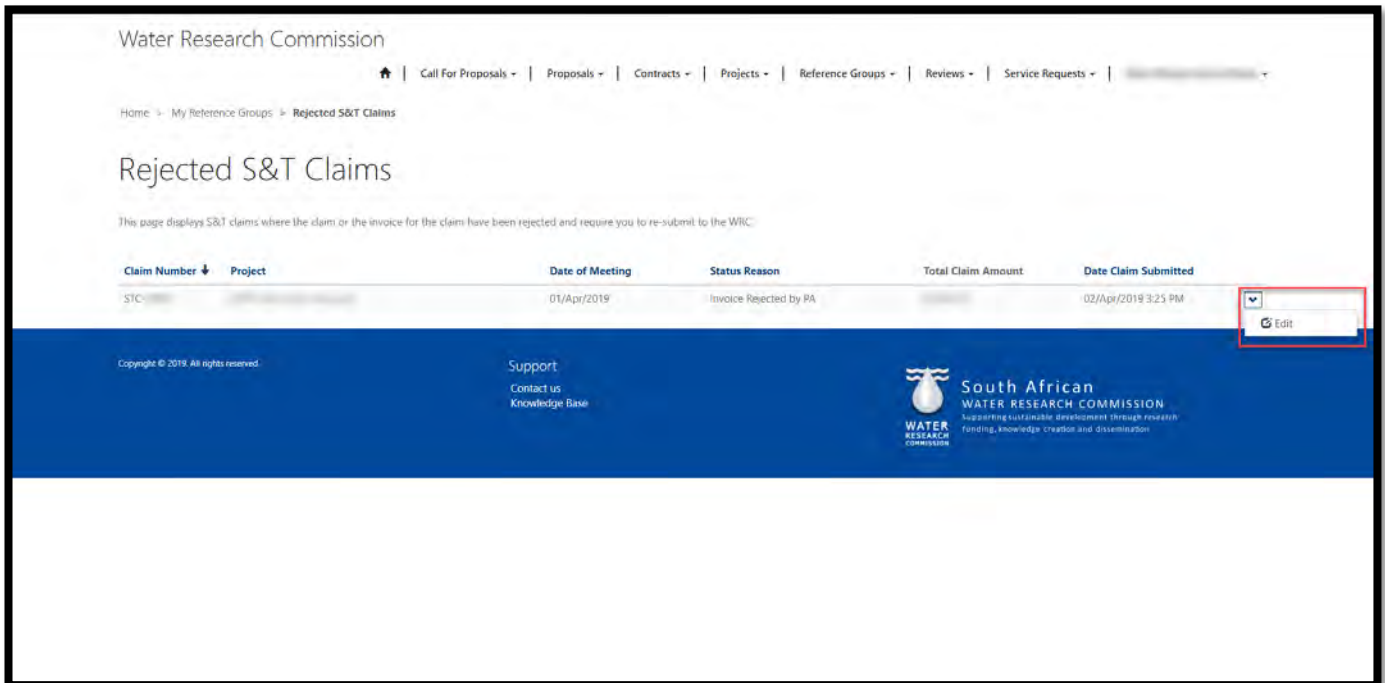 Water Research Commission
Call For Proposals | Proposals | Contracts | Projects | Reference Groups | Reviews | Service Requests |
Home > My Reference Groups > Rejected S&T Claims
Rejected S&T Claims
This page displays S&T claims where the claim or the invoice for the claim have been rejected and require you to re-submit to the WRC.
Claim Number Project Date of Meeting Status Reason Total Claim Amount Date Claim Submitted
STC- 01/Apr/2019 Invoice Rejected by PA 02/Apr/2019 3:25 PM
Edit
Copyright © 2019. All rights reserved.
Support
Contact us
Knowledge Base
WATER
RESEARCH
COMMISSION
South African
WATER RESEARCH COMMISSION
Supporting sustainable development through research
funding, knowledge creation and dissemination